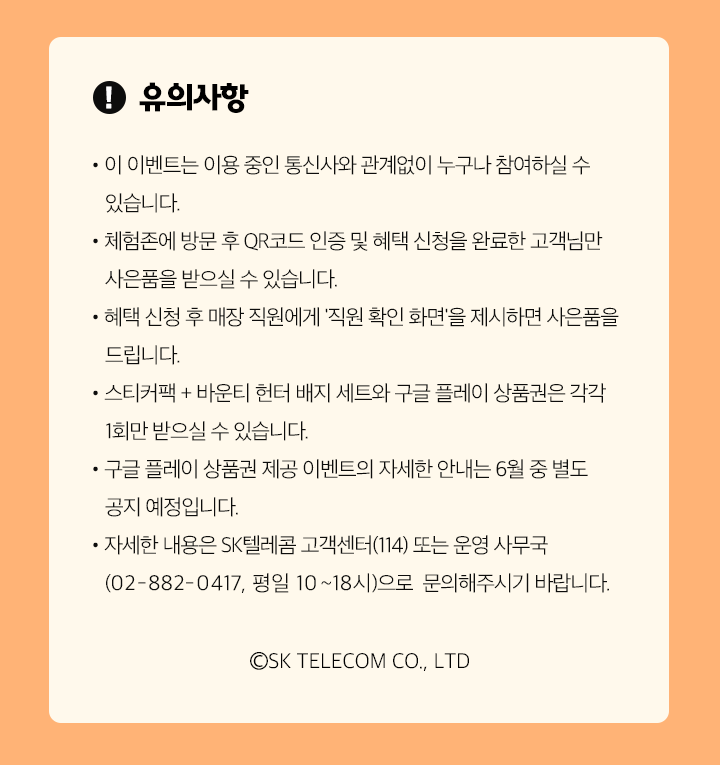 ! 유의사항
• 이 이벤트는 이용 중인 통신사와 관계없이 누구나 참여하실 수
있습니다.
• 체험존에 방문 후 QR코드 인증 및 혜택 신청을 완료한 고객님만
사은품을 받으실 수 있습니다.
• 혜택 신청 후 매장 직원에게 '직원 확인 화면'을 제시하면 사은품을
드립니다.
• 스티커팩 + 바운티 헌터 배지 세트와 구글 플레이 상품권은 각각
1회만 받으실 수 있습니다.
• 구글 플레이 상품권 제공 이벤트의 자세한 안내는 6월 중 별도
공지 예정입니다.
• 자세한 내용은 SK텔레콤 고객센터(114) 또는 운영 사무국
(02-882-0417, 평일 10~18시)으로 문의해주시기 바랍니다.
©SK TELECOM CO., LTD